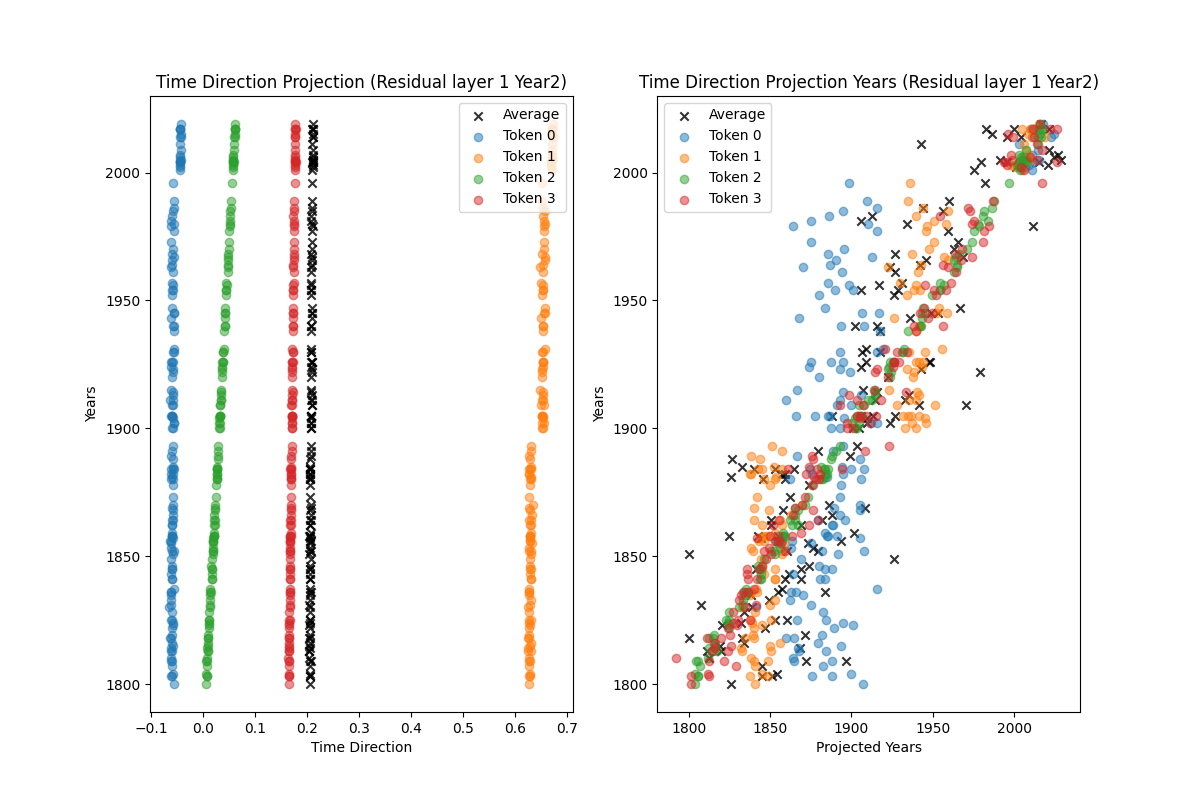 Time Direction Projection (Residual layer 1 Year2)
Years
2000
1950
1900
1850
1800
Average
Token 0
Token 1
Token 2
Token 3
−0.1 0.0 0.1 0.2 0.3 0.4 0.5 0.6 0.7
Time Direction
Time Direction Projection Years (Residual layer 1 Year2)
Years
2000
1950
1900
1850
1800
Average
Token 0
Token 1
Token 2
Token 3
1800 1850 1900 1950 2000
Projected Years